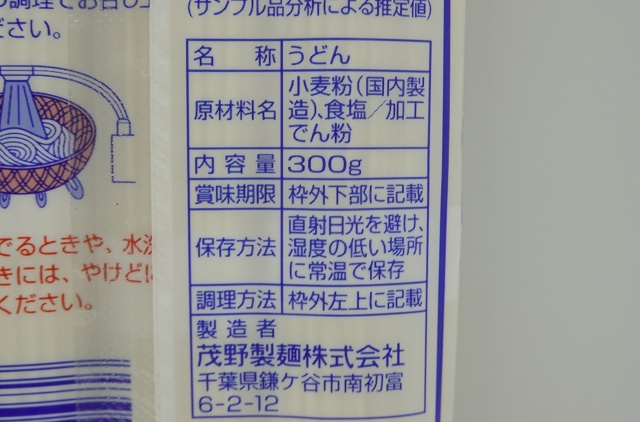 ださい。
(サンプル品分析による推定値)
名称 うどん
原材料名 小麦粉(国内製
造)、食塩/加工
でん粉
内容量 300g
賞味期限 枠外下部に記載
保存方法 直射日光を避け、
湿度の低い場所
に常温で保存
調理方法 枠外左上に記載
製造者
茂野製麺株式会社
千葉県鎌ケ谷市南初富
6-2-12
でるときや、水洗
きには、やけどに
ください。